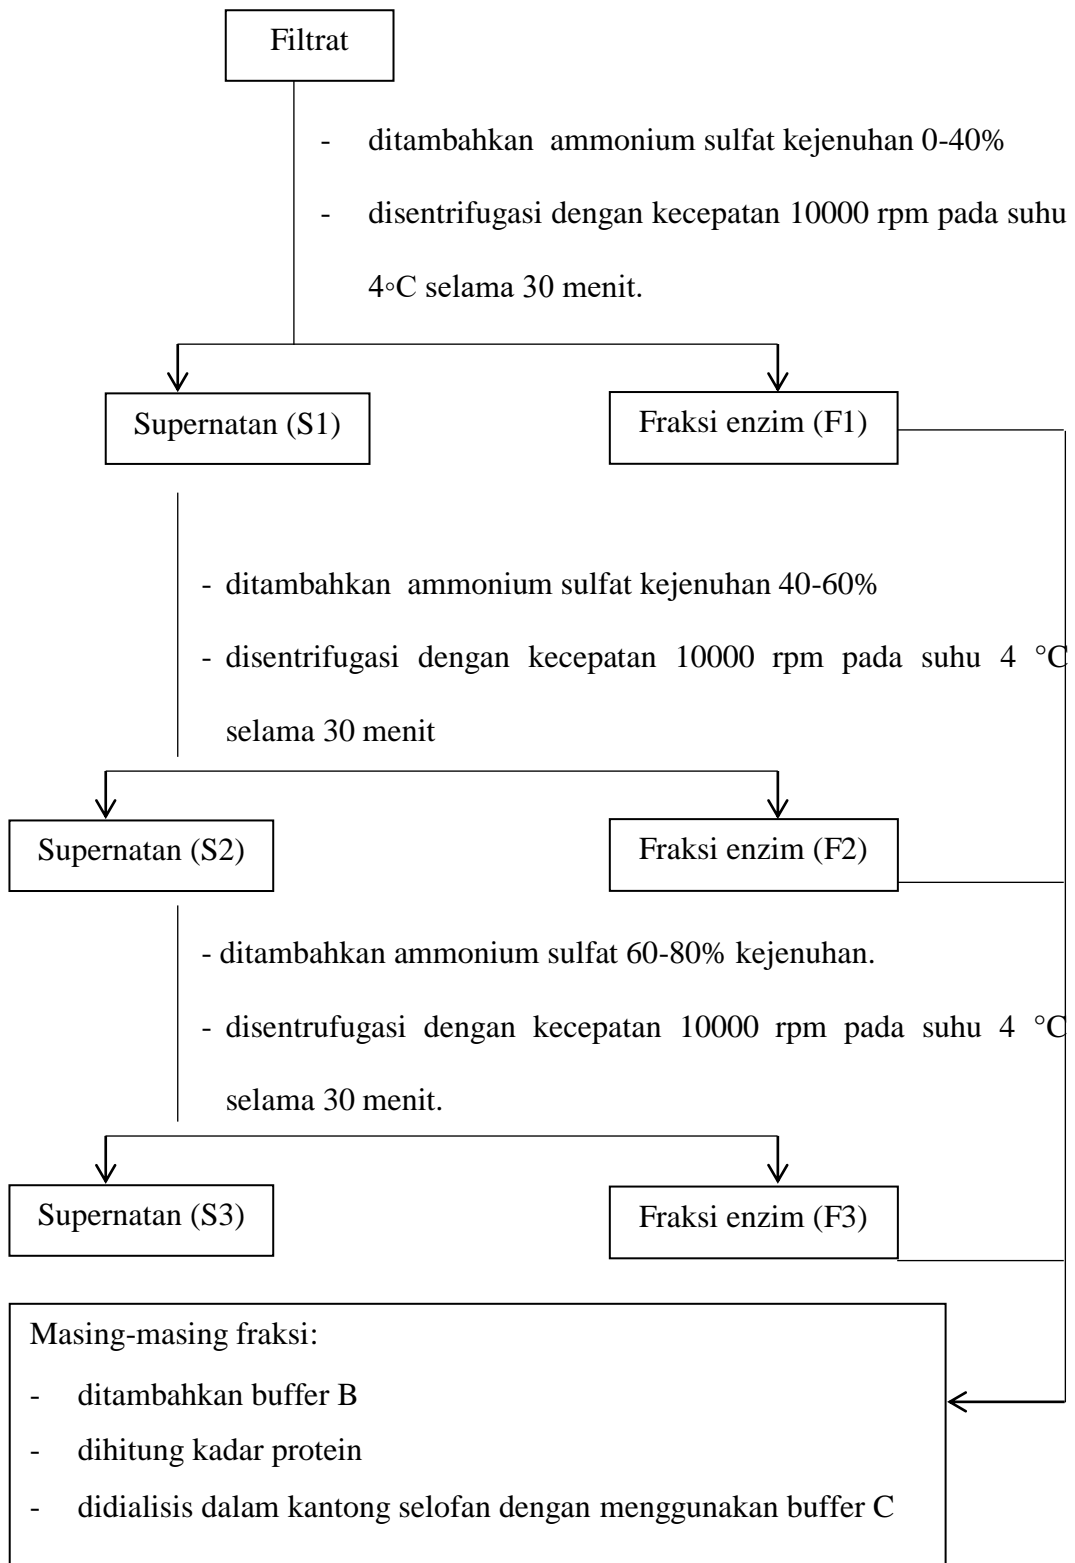 Filtrat
- ditambahkan ammonium sulfat kejenuhan 0-40%
- disentrifugasi dengan kecepatan 10000 rpm pada suhu
4◦C selama 30 menit.
Supernatan (S1)
Fraksi enzim (F1)
- ditambahkan ammonium sulfat kejenuhan 40-60%
- disentrifugasi dengan kecepatan 10000 rpm pada suhu 4 °C
selama 30 menit
Supernatan (S2)
Fraksi enzim (F2)
- ditambahkan ammonium sulfat 60-80% kejenuhan.
- disentrufugasi dengan kecepatan 10000 rpm pada suhu 4 °C
selama 30 menit.
Supernatan (S3)
Fraksi enzim (F3)
Masing-masing fraksi:
- ditambahkan buffer B
- dihitung kadar protein
- didialisis dalam kantong selofan dengan menggunakan buffer C